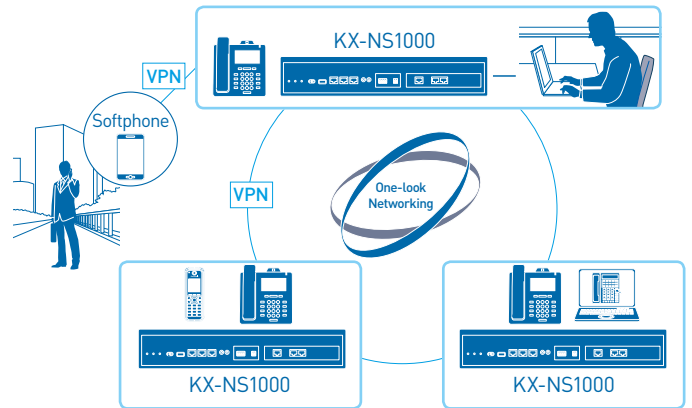 KX-NS1000
VPN
Softphone
VPN
One-look
Networking
KX-NS1000
KX-NS1000